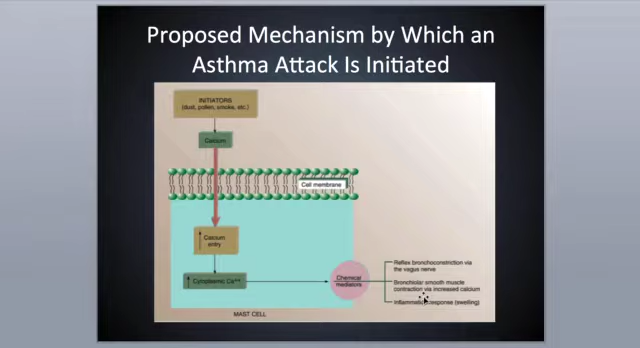 Proposed Mechanism by Which an
Asthma Attack Is Initiated
INITIATORS
(dust, pollen, smoke, etc.)
Calcium
Cell membrane
Calcium
entry
Cytoplasmic Ca++
Chemical
mediators
Reflex bronchoconstriction via
the vagus nerve
Bronchiolar smooth muscle
contraction via increased calcium
Inflammatory response (swelling)
MAST CELL